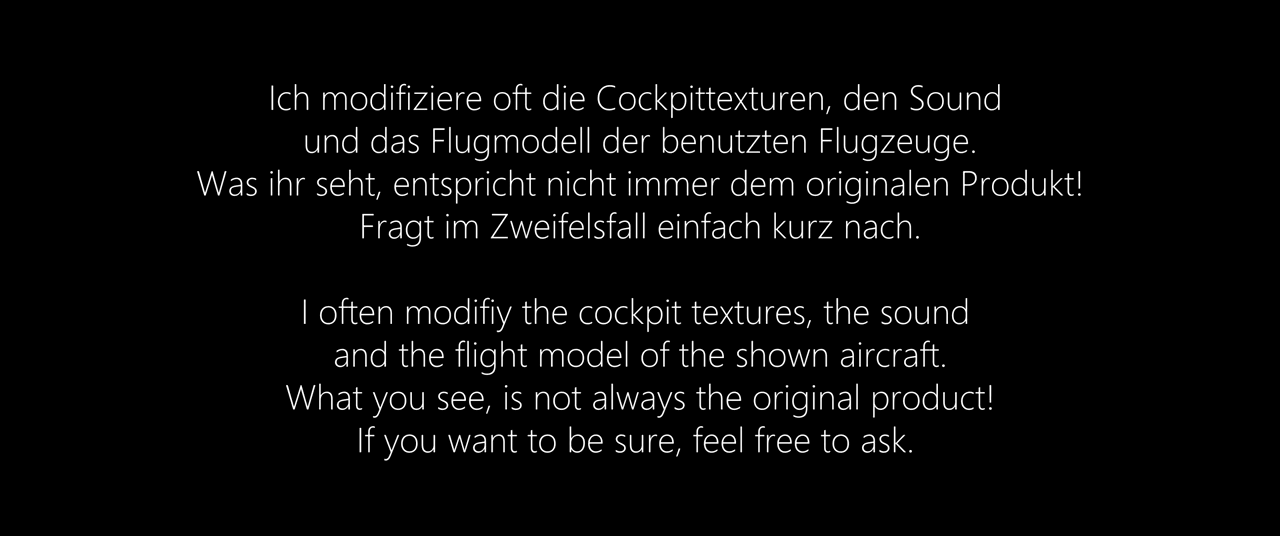 Ich modifiziere oft die Cockpittexturen, den Sound
und das Flugmodell der benutzten Flugzeuge.
Was ihr seht, entspricht nicht immer dem originalen Produkt!
Fragt im Zweifelsfall einfach kurz nach.
I often modifiy the cockpit textures, the sound
and the flight model of the shown aircraft.
What you see, is not always the original product!
If you want to be sure, feel free to ask.